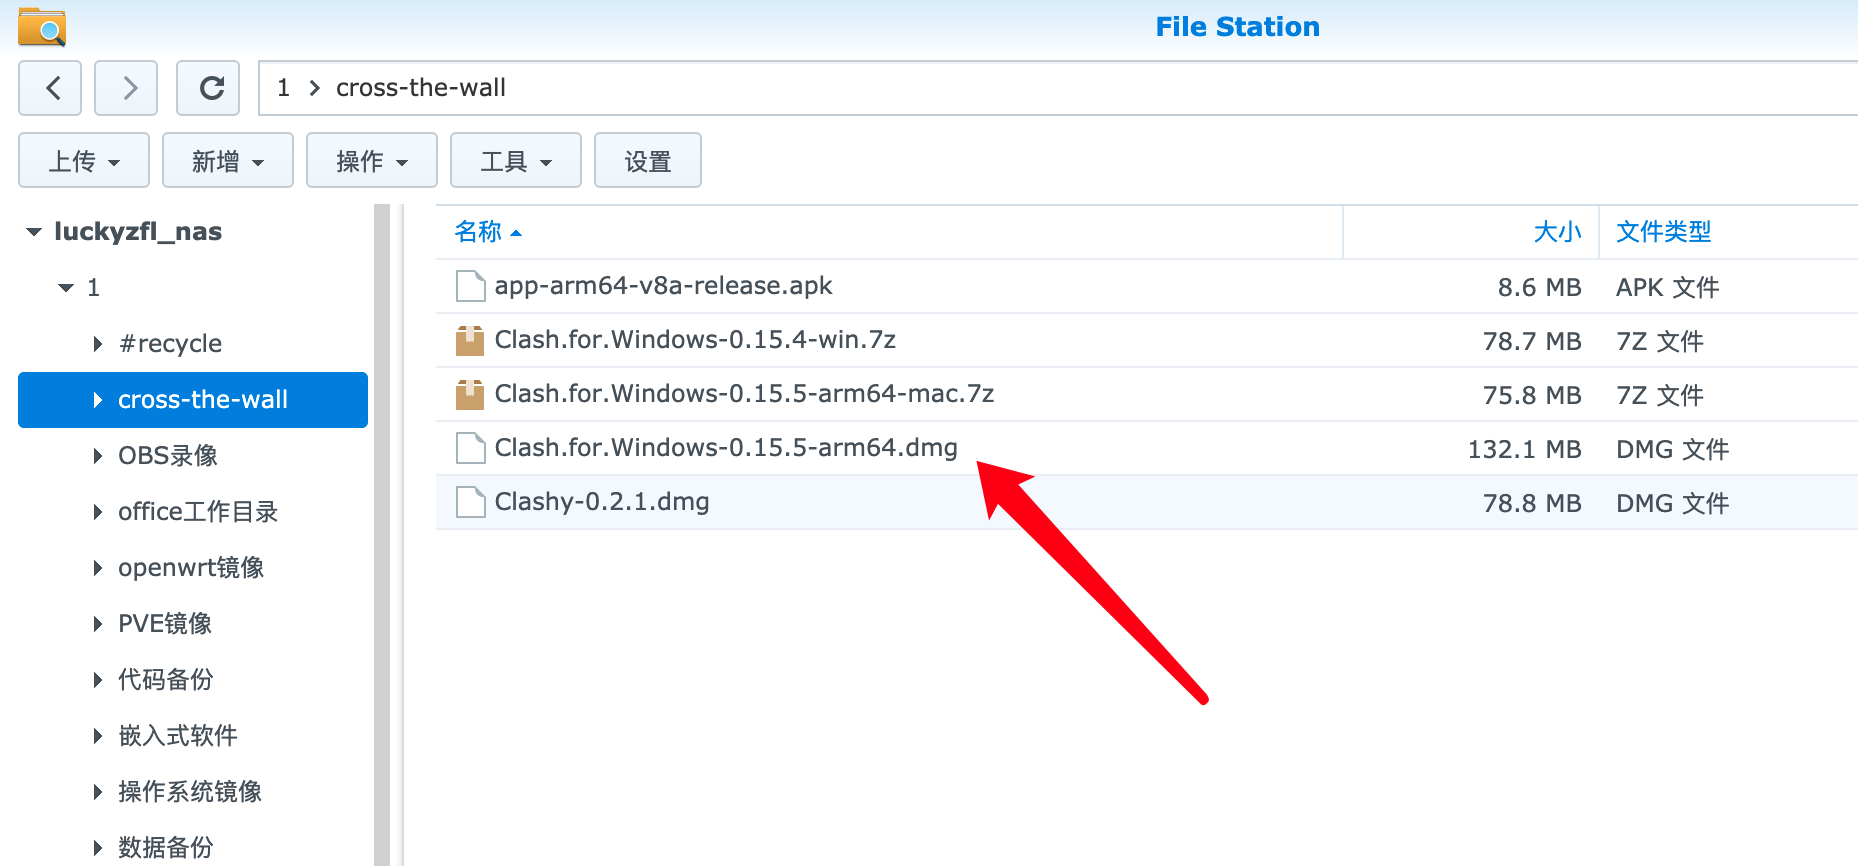 File Station
1 > cross-the-wall
上传 新增 操作 工具 设置
luckyzfl_nas
1
#recycle
cross-the-wall
OBS录像
office工作目录
openwrt镜像
PVE镜像
代码备份
嵌入式软件
操作系统镜像
数据备份
名称 大小 文件类型
app-arm64-v8a-release.apk 8.6 MB APK 文件
Clash.for.Windows-0.15.4-win.7z 78.7 MB 7Z 文件
Clash.for.Windows-0.15.5-arm64-mac.7z 75.8 MB 7Z 文件
Clash.for.Windows-0.15.5-arm64.dmg 132.1 MB DMG 文件
Clashy-0.2.1.dmg 78.8 MB DMG 文件